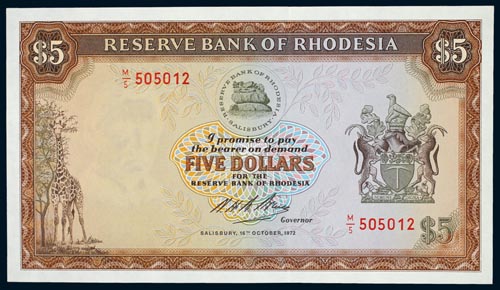 $5 RESERVE BANK OF RHODESIA $5
M/5 505012
RESERVE BANK OF RHODESIA
SALISBURY
I promise to pay
the bearer on demand
FIVE DOLLARS
FOR THE
RESERVE BANK OF RHODESIA
Governor
M/5 505012
SALISBURY, 16TH OCTOBER, 1972
$5